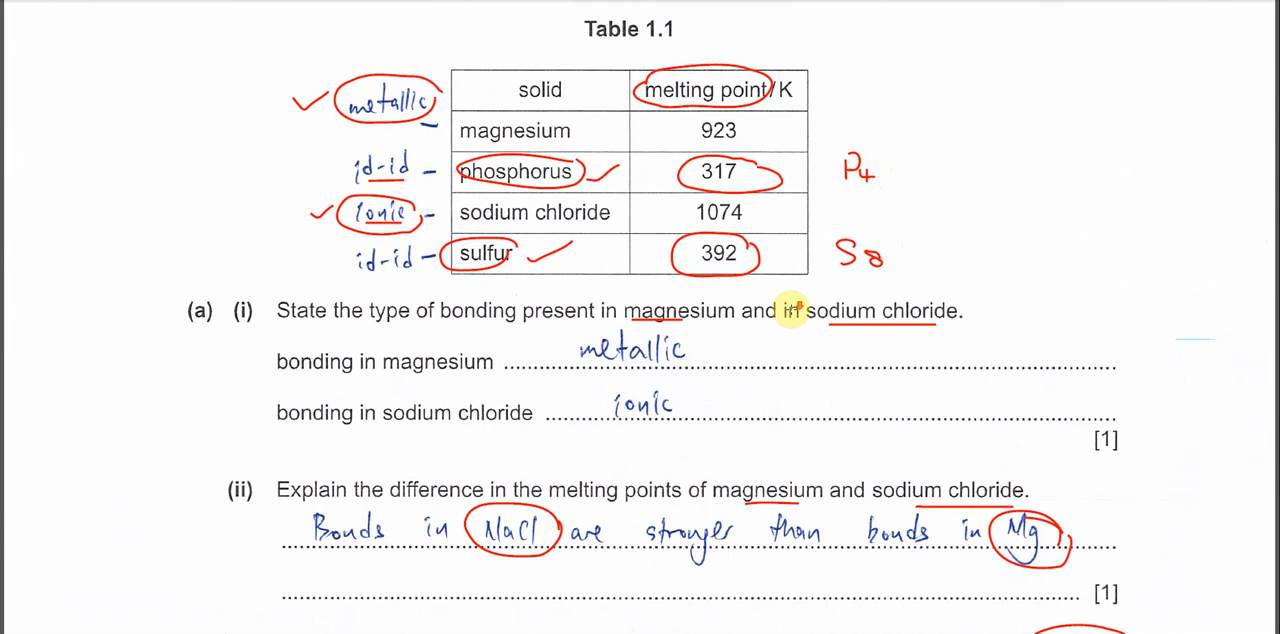 Table 1.1
solid melting point / K
metallic
magnesium 923
id-id – phosphorus 317 P4
ionic – sodium chloride 1074
id-id – sulfur 392 S8
(a) (i) State the type of bonding present in magnesium and in sodium chloride.
bonding in magnesium metallic
bonding in sodium chloride ionic
[1]
(ii) Explain the difference in the melting points of magnesium and sodium chloride.
Bonds in NaCl are stronger than bonds in Mg
[1]